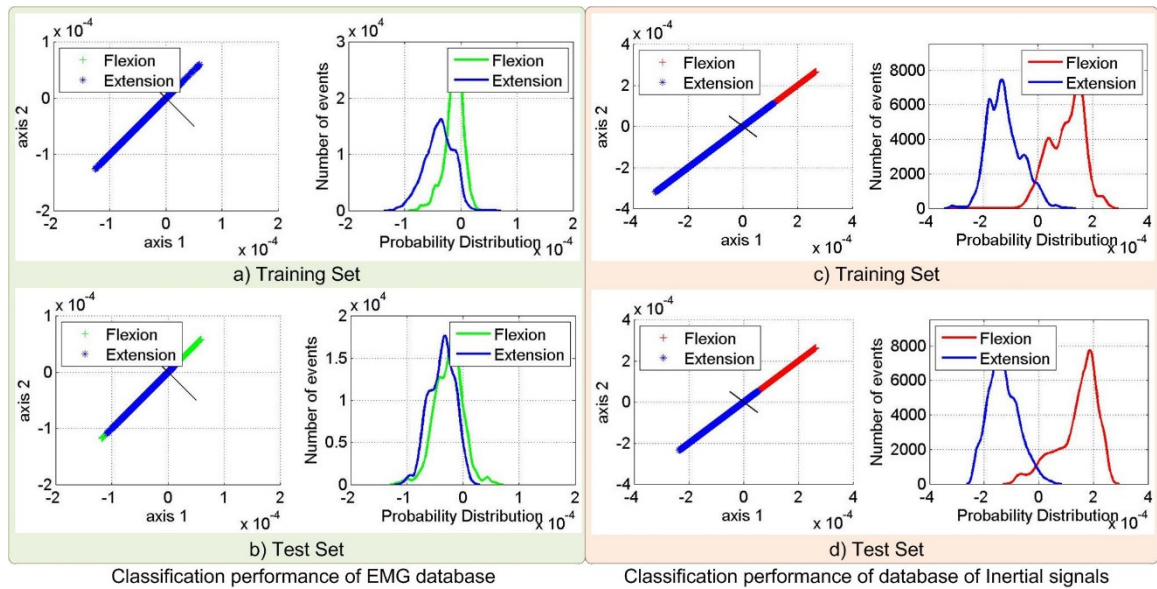 x 10⁻⁴
1
0
-1
-2
axis 2
Flexion
Extension
-2 -1 0 1 2
axis 1
x 10⁻⁴
x 10⁴
3
2
1
0
Number of events
Flexion
Extension
-2 -1 0 1 2
Probability Distribution
x 10⁻⁴
a) Training Set
x 10⁻⁴
1
0
-1
-2
axis 2
Flexion
Extension
-2 -1 0 1 2
axis 1
x 10⁻⁴
x 10⁴
2
1.5
1
0.5
0
Number of events
Flexion
Extension
-2 -1 0 1 2
Probability Distribution
x 10⁻⁴
b) Test Set
Classification performance of EMG database
x 10⁻⁴
4
2
0
-2
-4
axis 2
Flexion
Extension
-4 -2 0 2 4
axis 1
x 10⁻⁴
8000
6000
4000
2000
0
Number of events
Flexion
Extension
-4 -2 0 2 4
Probability Distribution
x 10⁻⁴
c) Training Set
x 10⁻⁴
4
2
0
-2
-4
axis 2
Flexion
Extension
-4 -2 0 2 4
axis 1
x 10⁻⁴
8000
6000
4000
2000
0
Number of events
Flexion
Extension
-4 -2 0 2 4
Probability Distribution
x 10⁻⁴
d) Test Set
Classification performance of database of Inertial signals